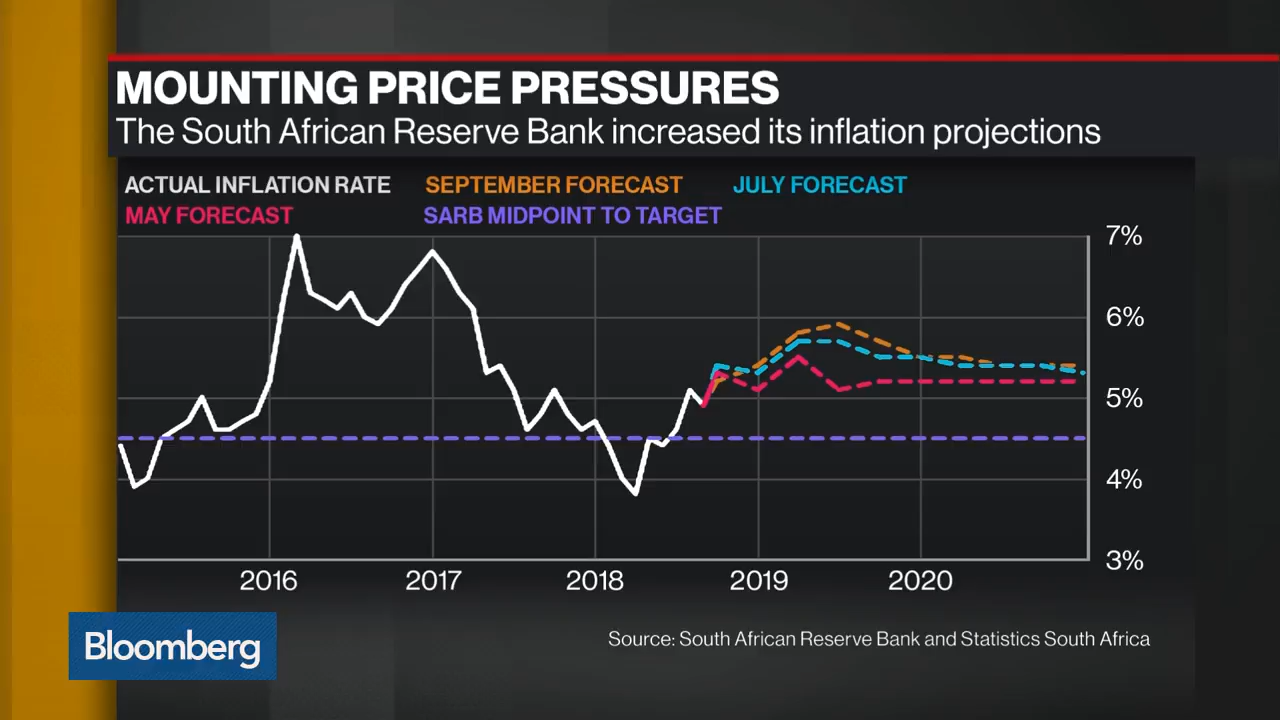 MOUNTING PRICE PRESSURES
The South African Reserve Bank increased its inflation projections
ACTUAL INFLATION RATE SEPTEMBER FORECAST JULY FORECAST
MAY FORECAST SARB MIDPOINT TO TARGET
7%
6%
5%
4%
3%
2016 2017 2018 2019 2020
Source: South African Reserve Bank and Statistics South Africa
Bloomberg